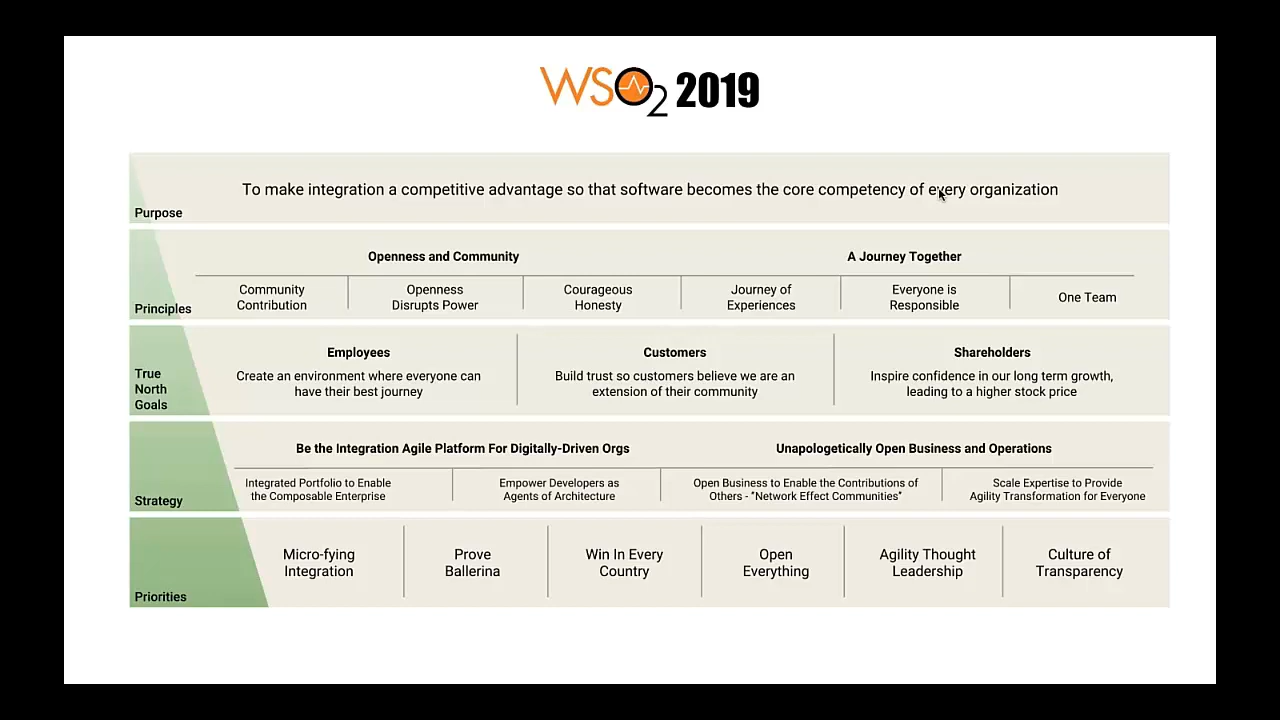 WSO2 2019
To make integration a competitive advantage so that software becomes the core competency of every organization
Purpose
Openness and Community
A Journey Together
Community
Contribution
Openness
Disrupts Power
Courageous
Honesty
Journey of
Experiences
Everyone is
Responsible
One Team
Principles
True
North
Goals
Employees
Create an environment where everyone can
have their best journey
Customers
Build trust so customers believe we are an
extension of their community
Shareholders
Inspire confidence in our long term growth,
leading to a higher stock price
Be the Integration Agile Platform For Digitally-Driven Orgs
Unapologetically Open Business and Operations
Integrated Portfolio to Enable
the Composable Enterprise
Empower Developers as
Agents of Architecture
Open Business to Enable the Contributions of
Others - "Network Effect Communities"
Scale Expertise to Provide
Agility Transformation for Everyone
Strategy
Micro-fying
Integration
Prove
Ballerina
Win In Every
Country
Open
Everything
Agility Thought
Leadership
Culture of
Transparency
Priorities